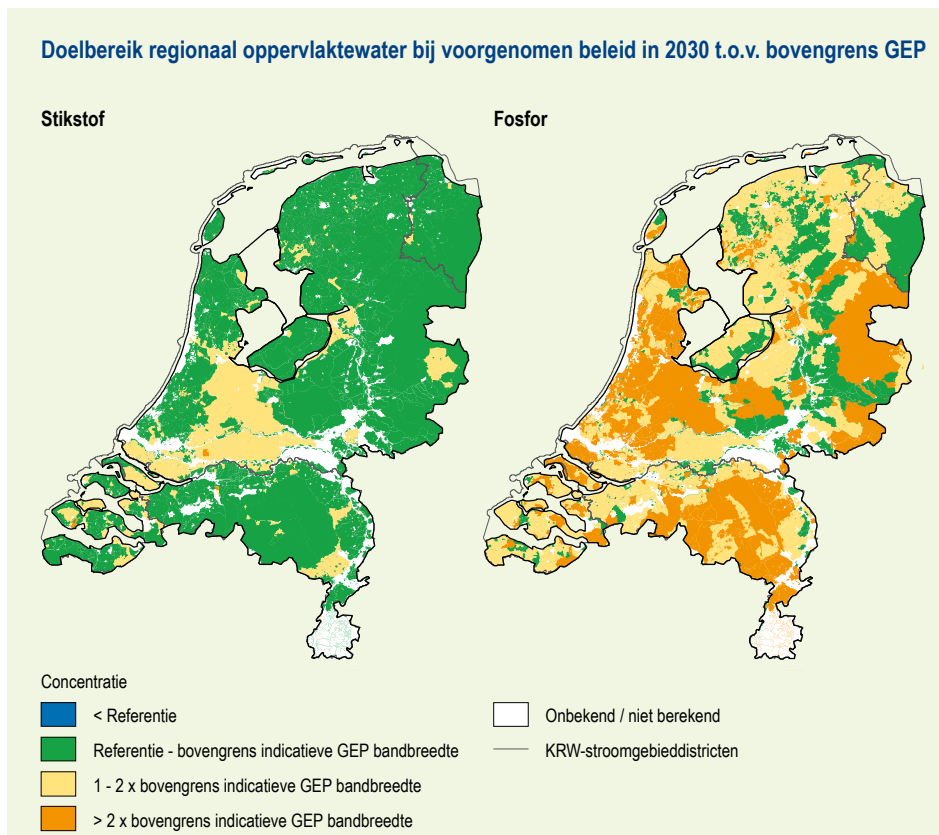 Doelbereik regionaal oppervlaktewater bij voorgenomen beleid in 2030 t.o.v. bovengrens GEP
Stikstof
Fosfor
Concentratie
< Referentie
Referentie - bovengrens indicatieve GEP bandbreedte
1 - 2 x bovengrens indicatieve GEP bandbreedte
> 2 x bovengrens indicatieve GEP bandbreedte
Onbekend / niet berekend
KRW-stroomgebieddistricten